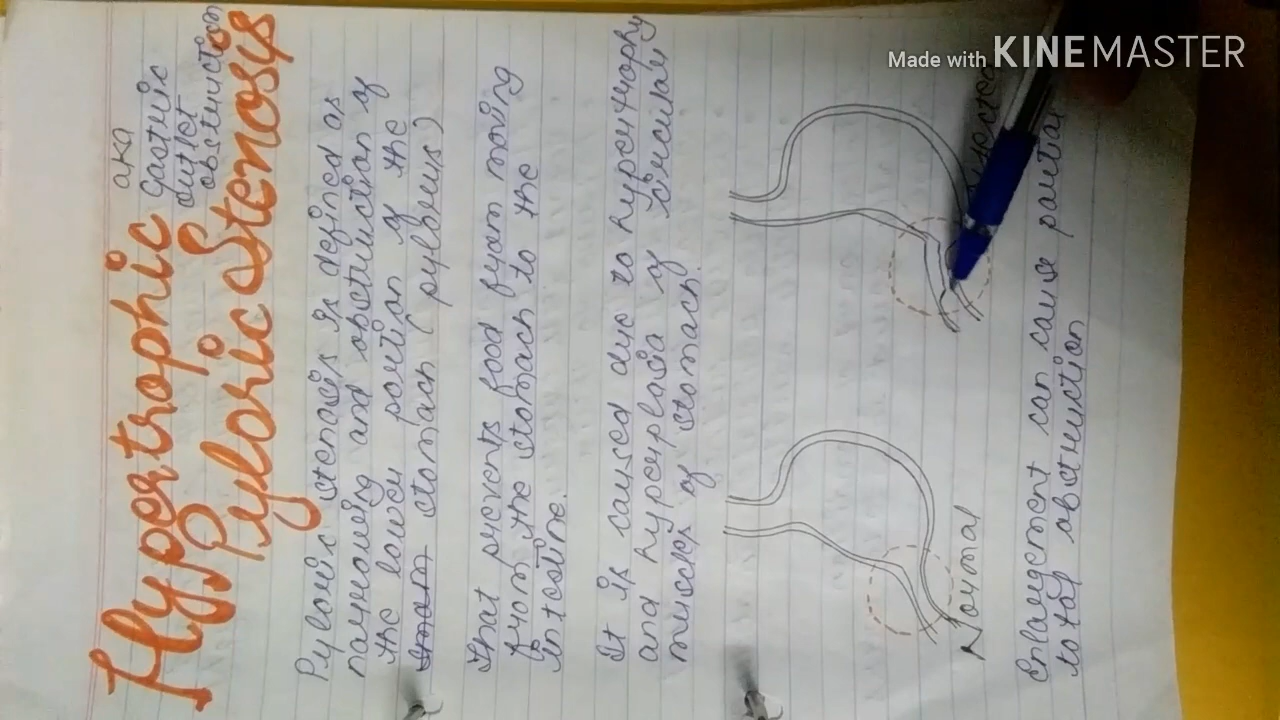 Hypertrophic
Pyloric Stenosis
aka
Gastric
outlet
obstruction
Pyloric stenosis is defined as
narrowing and obstruction of
the lower portion of the
stomach (pylorus)
that prevents food from moving
from the stomach to the
intestine.
It is caused due to hypertrophy
and hyperplasia of circular
muscles of stomach.
Normal
Enlargement can cause partial
total obstruction
Made with KINEMASTER